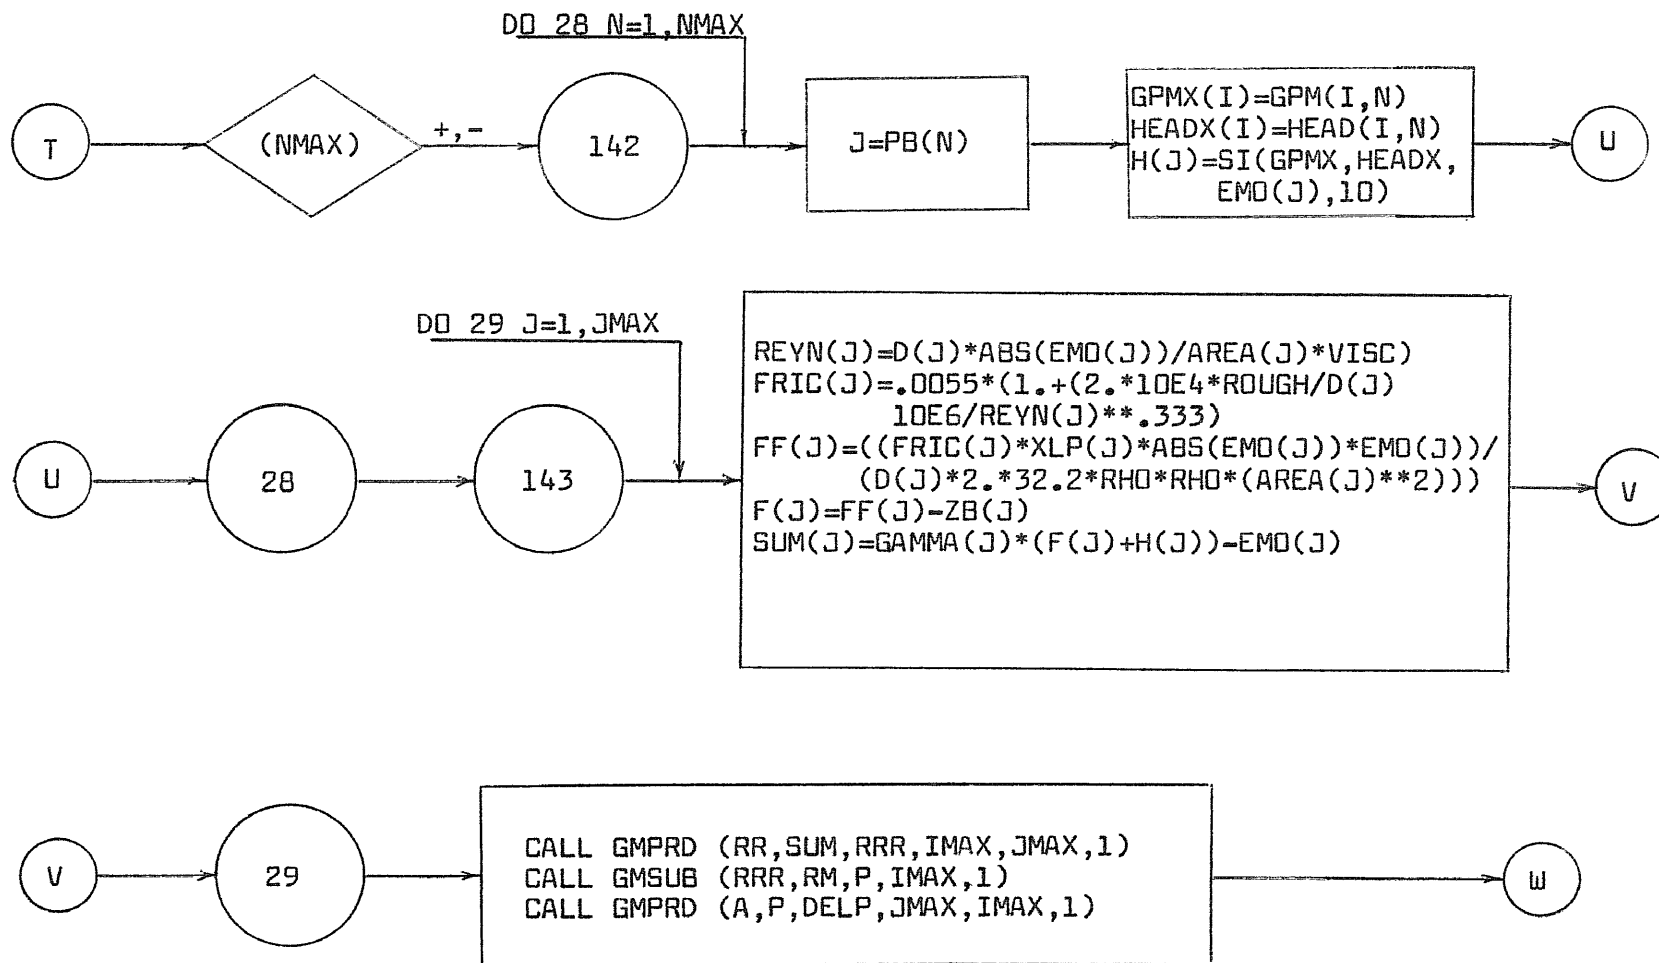 DO 28 N=1,NMAX
T
(NMAX)
+,-
142
J=PB(N)
GPMX(I)=GPM(I,N)
HEADX(I)=HEAD(I,N)
H(J)=SI(GPMX,HEADX,
EMO(J),10)
U
DO 29 J=1,JMAX
U
28
143
REYN(J)=D(J)*ABS(EMO(J))/AREA(J)*VISC)
FRIC(J)=.0055*(1.+(2.*10E4*ROUGH/D(J)
10E6/REYN(J)**.333)
FF(J)=((FRIC(J)*XLP(J)*ABS(EMO(J))*EMO(J))/
(D(J)*2.*32.2*RHO*RHO*(AREA(J)**2)))
F(J)=FF(J)-ZB(J)
SUM(J)=GAMMA(J)*(F(J)+H(J))-EMO(J)
V
V
29
CALL GMPRD (RR,SUM,RRR,IMAX,JMAX,1)
CALL GMSUB (RRR,RM,P,IMAX,1)
CALL GMPRD (A,P,DELP,JMAX,IMAX,1)
W